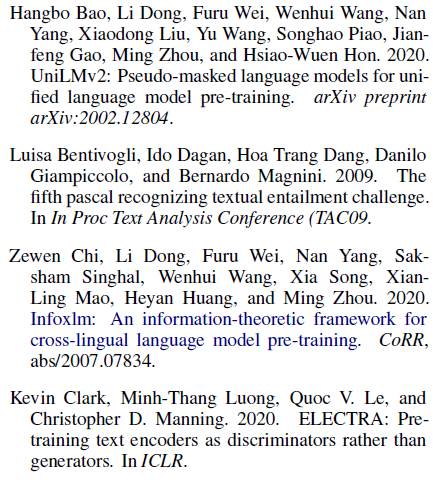 Hangbo Bao, Li Dong, Furu Wei, Wenhui Wang, Nan
Yang, Xiaodong Liu, Yu Wang, Songhao Piao, Jian-
feng Gao, Ming Zhou, and Hsiao-Wuen Hon. 2020.
UniLMv2: Pseudo-masked language models for uni-
fied language model pre-training. arXiv preprint
arXiv:2002.12804.
Luisa Bentivogli, Ido Dagan, Hoa Trang Dang, Danilo
Giampiccolo, and Bernardo Magnini. 2009. The
fifth pascal recognizing textual entailment challenge.
In In Proc Text Analysis Conference (TAC09.
Zewen Chi, Li Dong, Furu Wei, Nan Yang, Sak-
sham Singhal, Wenhui Wang, Xia Song, Xian-
Ling Mao, Heyan Huang, and Ming Zhou. 2020.
Infoxlm: An information-theoretic framework for
cross-lingual language model pre-training. CoRR,
abs/2007.07834.
Kevin Clark, Minh-Thang Luong, Quoc V. Le, and
Christopher D. Manning. 2020. ELECTRA: Pre-
training text encoders as discriminators rather than
generators. In ICLR.